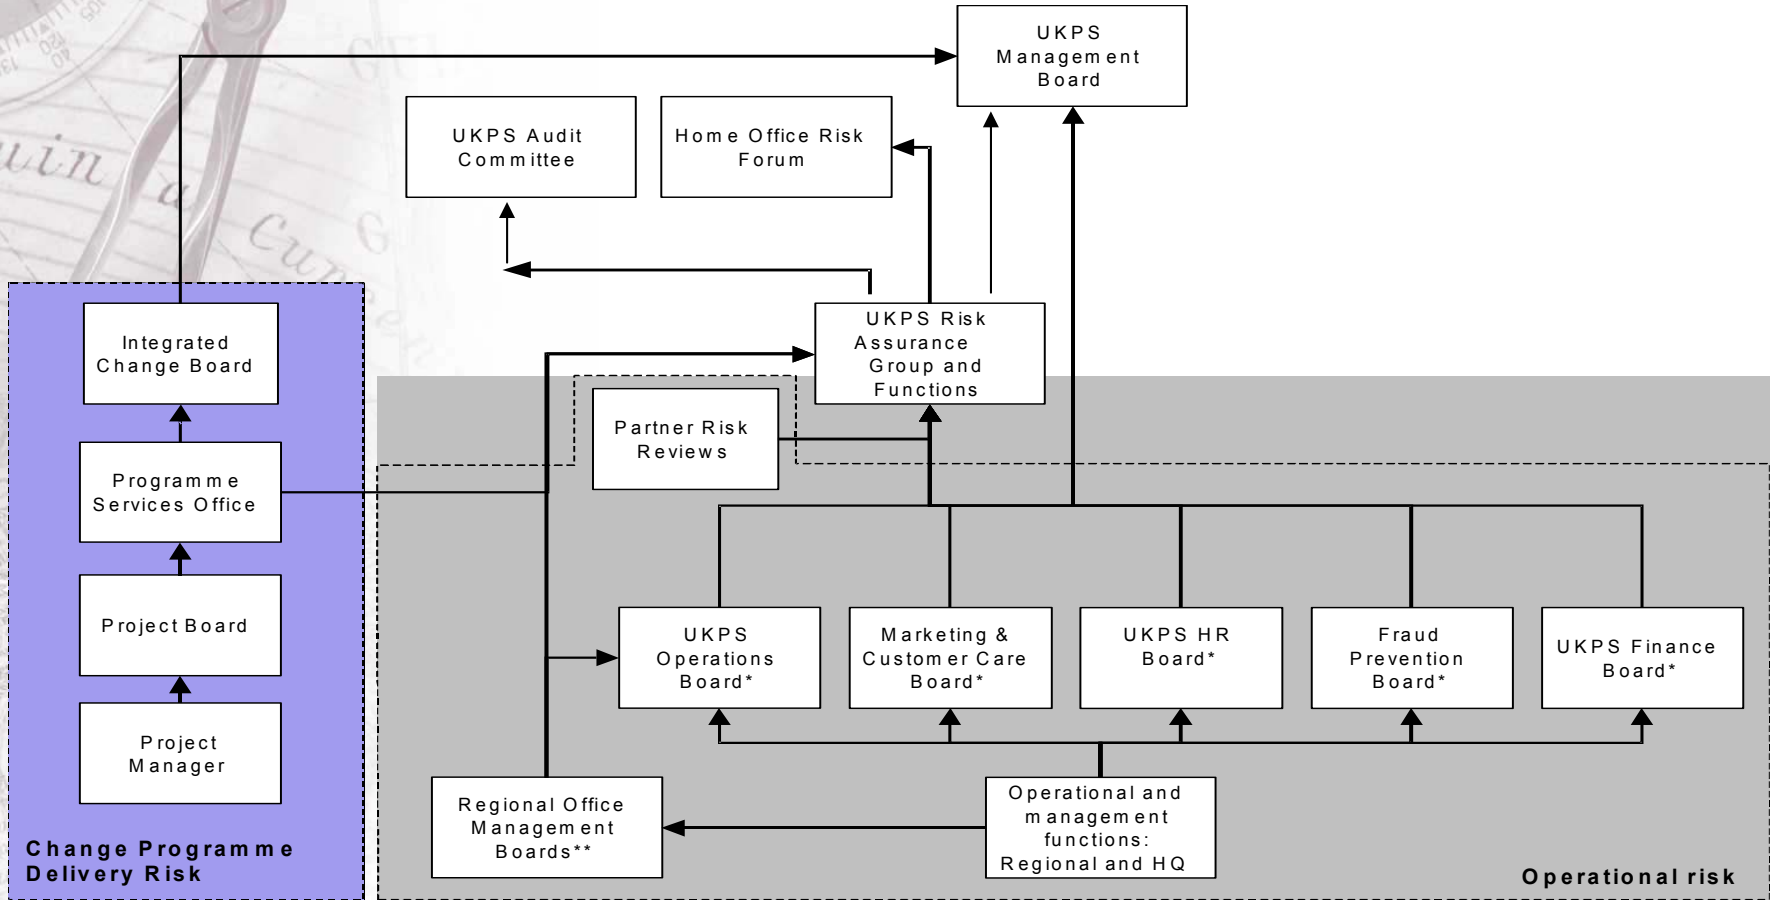 UKPS
Management
Board
UKPS Audit
Committee
Home Office Risk
Forum
Integrated
Change Board
UKPS Risk
Assurance
Group and
Functions
Partner Risk
Reviews
Programme
Services Office
Project Board
UKPS
Operations
Board*
Marketing &
Customer Care
Board*
UKPS HR
Board*
Fraud
Prevention
Board*
UKPS Finance
Board*
Project
Manager
Regional Office
Management
Boards**
Operational and
management
functions:
Regional and HQ
Change Programme
Delivery Risk
Operational risk